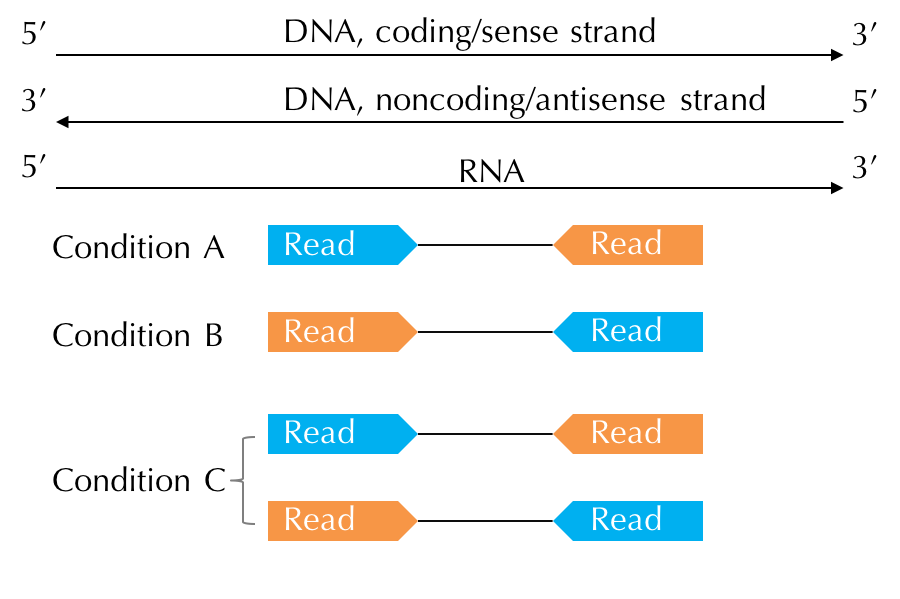 5′ DNA, coding/sense strand 3′
3′ DNA, noncoding/antisense strand 5′
5′ RNA 3′
Condition A Read Read
Condition B Read Read
Read Read
Condition C
Read Read